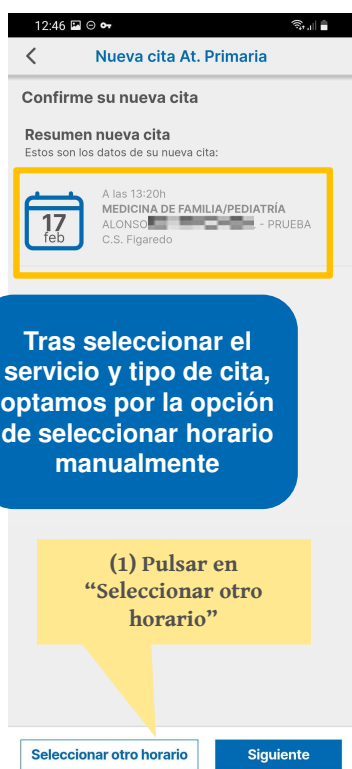 12:46
Nueva cita At. Primaria
Confirme su nueva cita
Resumen nueva cita
Estos son los datos de su nueva cita:
A las 13:20h
17
feb
MEDICINA DE FAMILIA/PEDIATRÍA
ALONSO - PRUEBA
C.S. Figaredo
Tras seleccionar el
servicio y tipo de cita,
optamos por la opción
de seleccionar horario
manualmente
(1) Pulsar en
“Seleccionar otro
horario”
Seleccionar otro horario
Siguiente